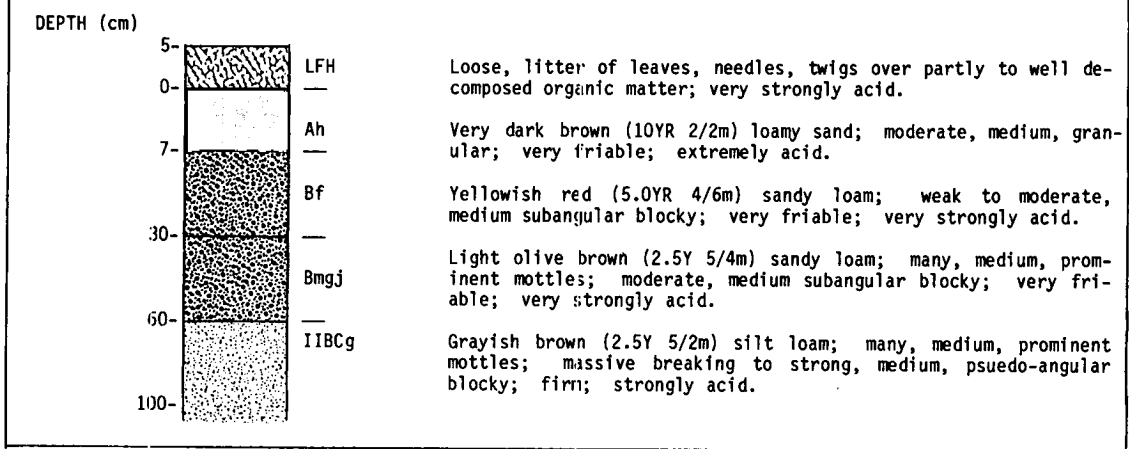 DEPTH (cm)
5-
LFH
Loose, litter of leaves, needles, twigs over partly to well de-
composed organic matter; very strongly acid.
0-
Ah
Very dark brown (10YR 2/2m) loamy sand; moderate, medium, gran-
ular; very friable; extremely acid.
7-
Bf
Yellowish red (5.0YR 4/6m) sandy loam; weak to moderate,
medium subangular blocky; very friable; very strongly acid.
30-
Bmgj
Light olive brown (2.5Y 5/4m) sandy loam; many, medium, prom-
inent mottles; moderate, medium subangular blocky; very fri-
able; very strongly acid.
60-
IIBCg
Grayish brown (2.5Y 5/2m) silt loam; many, medium, prominent
mottles; massive breaking to strong, medium, psuedo-angular
blocky; firm; strongly acid.
100-